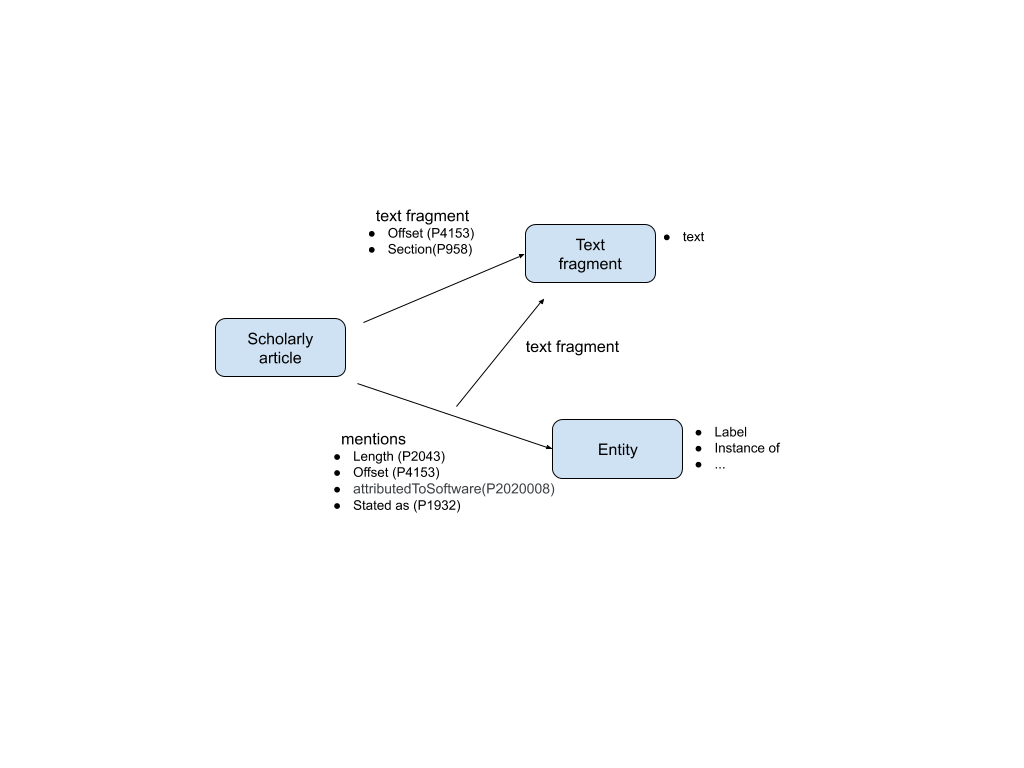 text fragment
● Offset (P4153)
● Section(P958)
Text
fragment
● text
Scholarly
article
text fragment
mentions
● Length (P2043)
● Offset (P4153)
● attributedToSoftware(P2020008)
● Stated as (P1932)
Entity
● Label
● Instance of
● ...